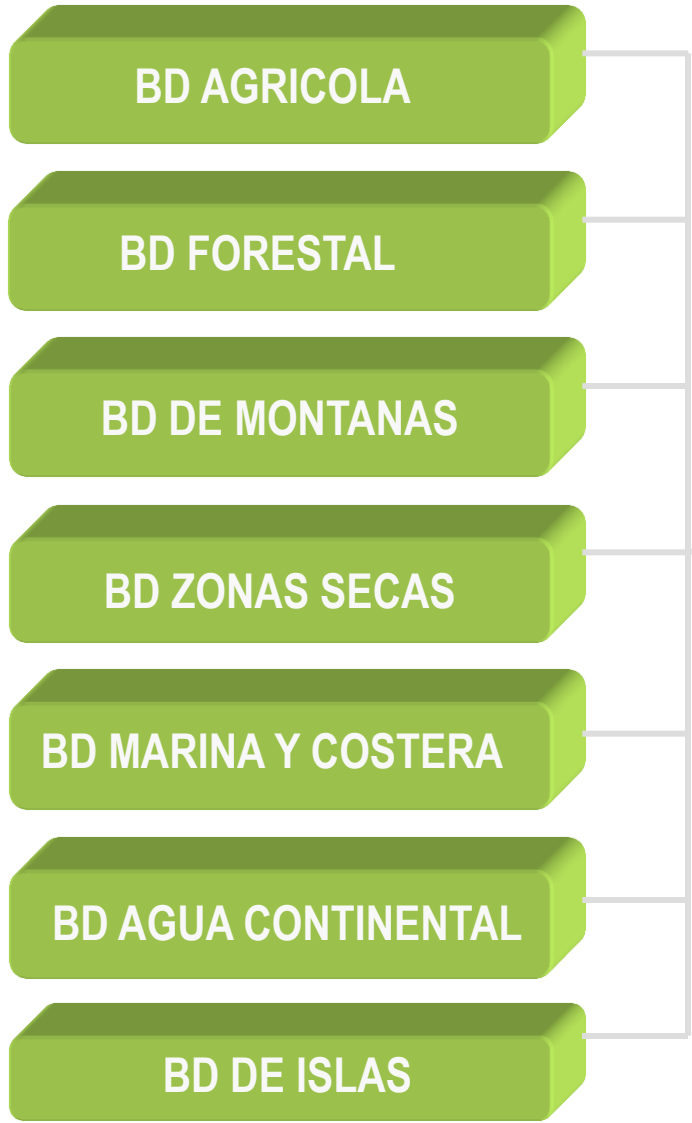 BD AGRICOLA
BD FORESTAL
BD DE MONTANAS
BD ZONAS SECAS
BD MARINA Y COSTERA
BD AGUA CONTINENTAL
BD DE ISLAS